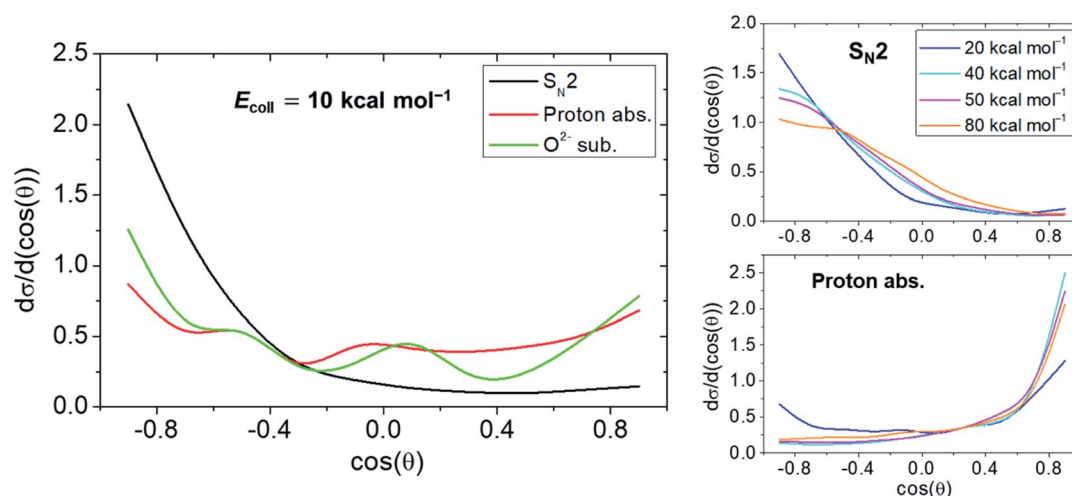 2.5
2.0
1.5
1.0
0.5
0.0
dσ/d(cos(θ))
E_coll = 10 kcal mol⁻¹
S_N2
Proton abs.
O²⁻ sub.
-0.8 -0.4 0.0 0.4 0.8
cos(θ)
2.0
1.5
1.0
0.5
0.0
dσ/d(cos(θ))
S_N2
20 kcal mol⁻¹
40 kcal mol⁻¹
50 kcal mol⁻¹
80 kcal mol⁻¹
-0.8 -0.4 0.0 0.4 0.8
2.5
2.0
1.5
1.0
0.5
0.0
dσ/d(cos(θ))
Proton abs.
-0.8 -0.4 0.0 0.4 0.8
cos(θ)